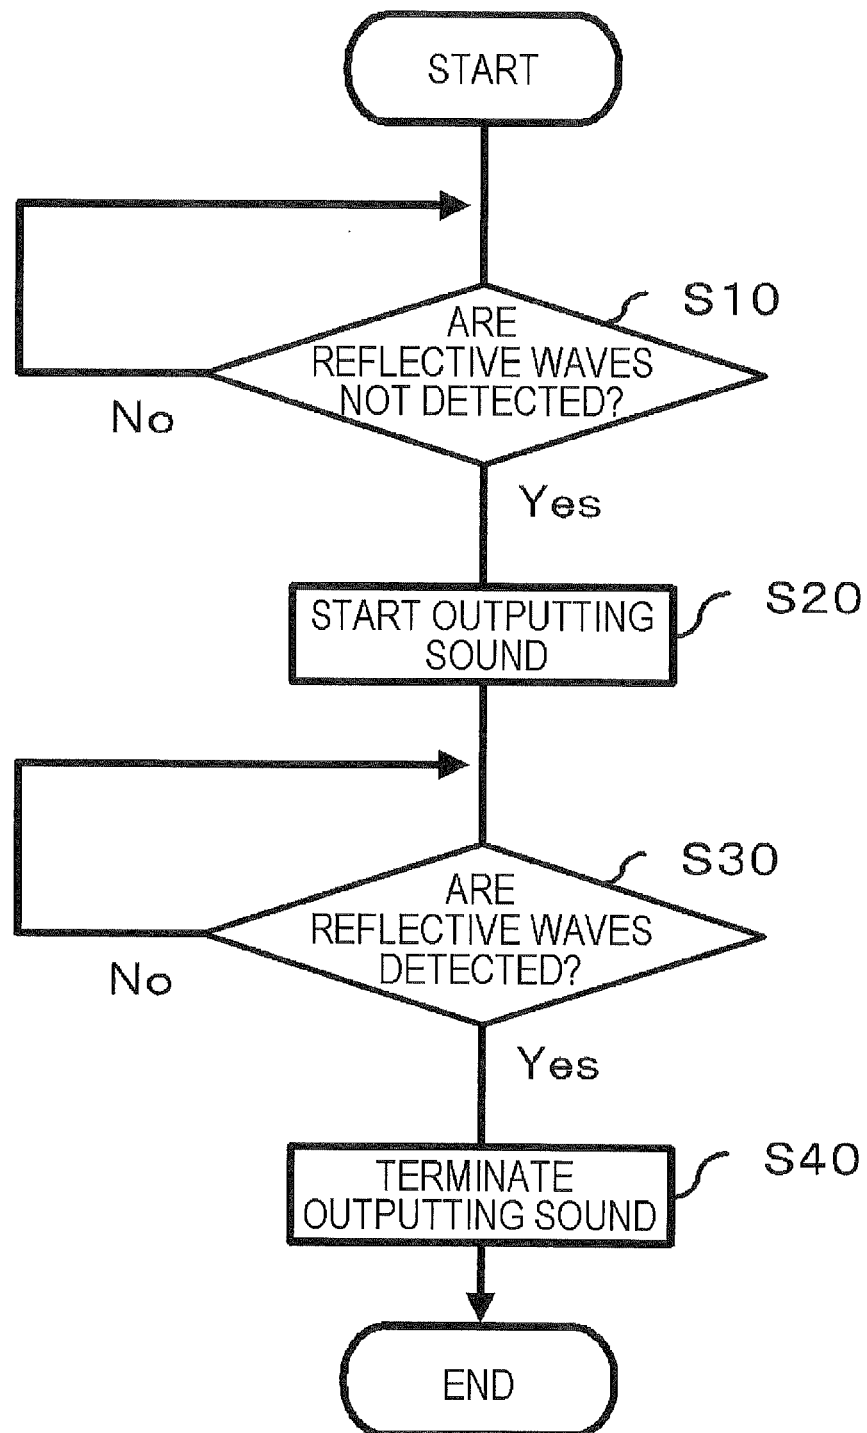 START
S10
ARE
REFLECTIVE WAVES
NOT DETECTED?
No
Yes
S20
START OUTPUTTING
SOUND
S30
ARE
REFLECTIVE WAVES
DETECTED?
No
Yes
S40
TERMINATE
OUTPUTTING SOUND
END